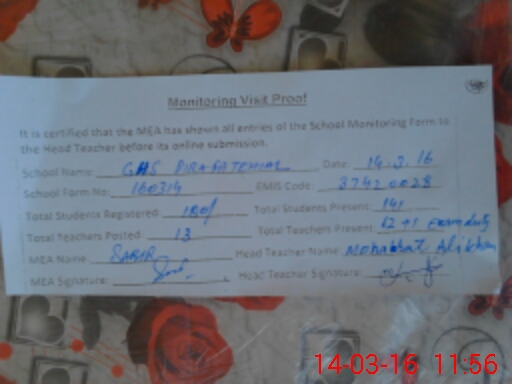 Monitoring Visit Proof
It is certified that the MEA has shown all entries of the School Monitoring Form to
the Head Teacher before its online submission.
School Name: GHS Date: 14.3.16
School Form No: 160314 EMIS Code: 37420028
Total Students Registered: Total Students Present: 141
Total Teachers Posted: 13 Total Teachers Present: 12+1 Exam duty
MEA Name: SABIR Head Teacher Name: Mohabbat Ali Khan
MEA Signature: Head Teacher Signature:
14-03-16 11:56